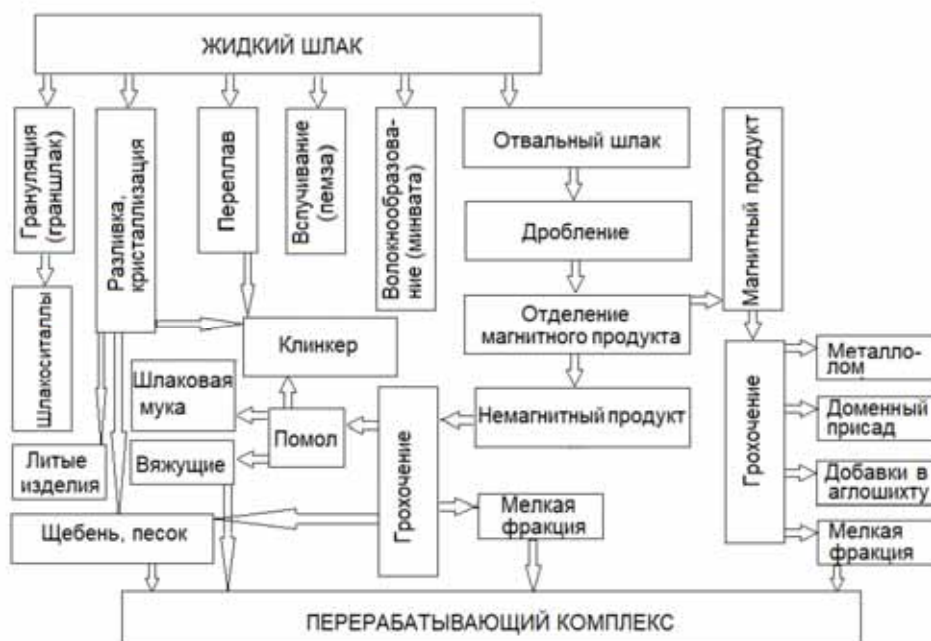 ЖИДКИЙ ШЛАК
Грануляция
(граншлак)
Разливка,
кристаллизация
Переплав
Вспучивание
(пемза)
Волокнообразова-
ние (минвата)
Отвальный шлак
Магнитный продукт
Дробление
Шлакоситаллы
Отделение
магнитного продукта
Клинкер
Металло-
лом
Шлаковая
мука
Немагнитный продукт
Доменный
присад
Помол
Грохочение
Грохочение
Литые
изделия
Вяжущие
Добавки в
аглошихту
Щебень, песок
Мелкая
фракция
Мелкая
фракция
ПЕРЕРАБАТЫВАЮЩИЙ КОМПЛЕКС